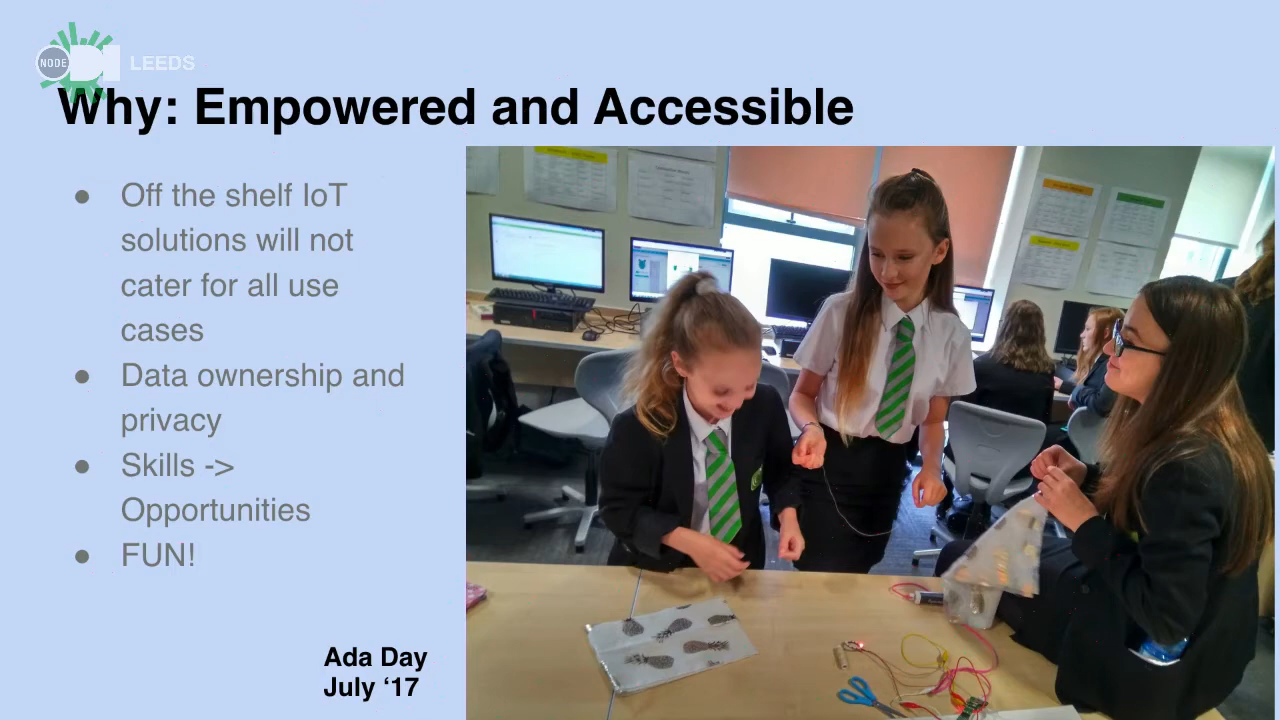 NODE
LEEDS
Why: Empowered and Accessible
● Off the shelf IoT
solutions will not
cater for all use
cases
● Data ownership and
privacy
● Skills ->
Opportunities
● FUN!
Ada Day
July ‘17